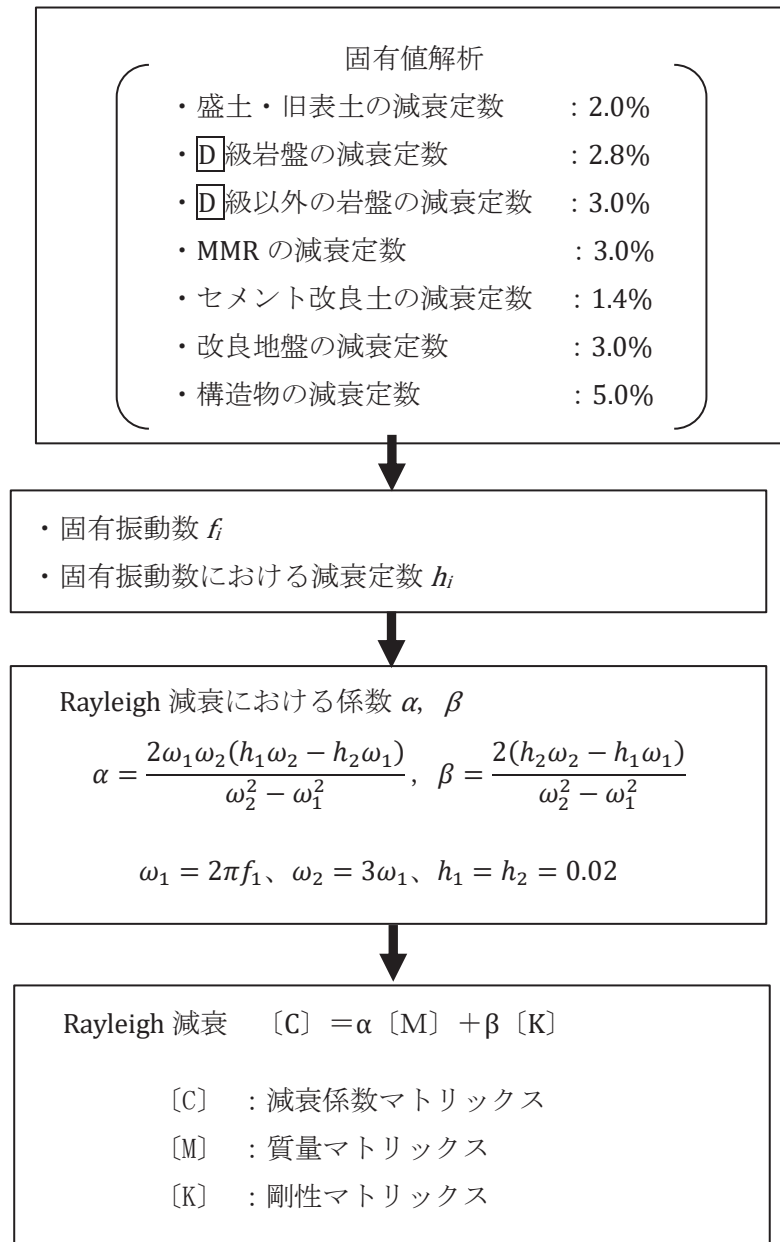 固有値解析
・盛土・旧表土の減衰定数 : 2.0%
・D級岩盤の減衰定数 : 2.8%
・D級以外の岩盤の減衰定数 : 3.0%
・MMR の減衰定数 : 3.0%
・セメント改良土の減衰定数 : 1.4%
・改良地盤の減衰定数 : 3.0%
・構造物の減衰定数 : 5.0%
・固有振動数 fᵢ
・固有振動数における減衰定数 hᵢ
Rayleigh 減衰における係数 α, β
α = 2ω₁ω₂(h₁ω₂ − h₂ω₁) / (ω₂² − ω₁²), β = 2(h₂ω₂ − h₁ω₁) / (ω₂² − ω₁²)
ω₁ = 2πf₁、ω₂ = 3ω₁、h₁ = h₂ = 0.02
Rayleigh 減衰 〔C〕＝α〔M〕＋β〔K〕
〔C〕 : 減衰係数マトリックス
〔M〕 : 質量マトリックス
〔K〕 : 剛性マトリックス